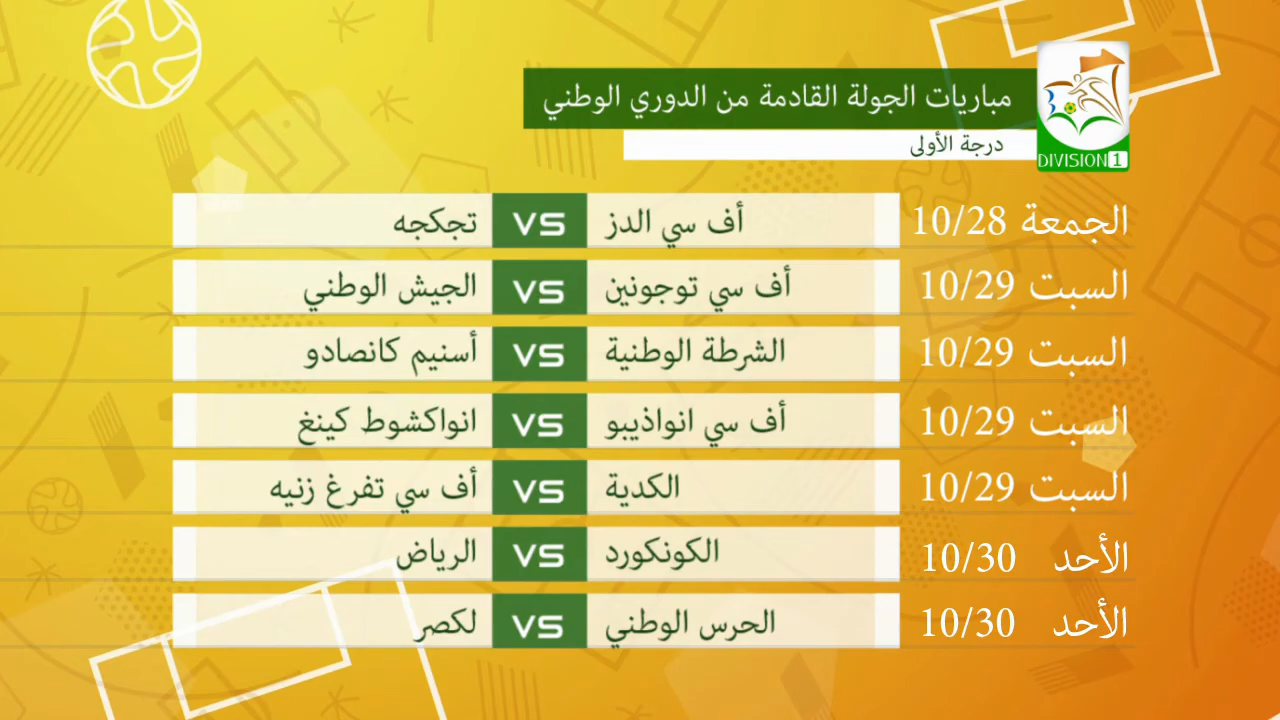 مباريات الجولة القادمة من الدوري الوطني
درجة الأولى
DIVISION 1
الجمعة 10/28 أف سي الدز VS تجكجه
السبت 10/29 أف سي توجونين VS الجيش الوطني
السبت 10/29 الشرطة الوطنية VS أسنيم كانصادو
السبت 10/29 أف سي انواذيبو VS انواكشوط كينغ
السبت 10/29 الكدية VS أف سي تفرغ زنيه
الأحد 10/30 الكونكورد VS الرياض
الأحد 10/30 الحرس الوطني VS لكصر